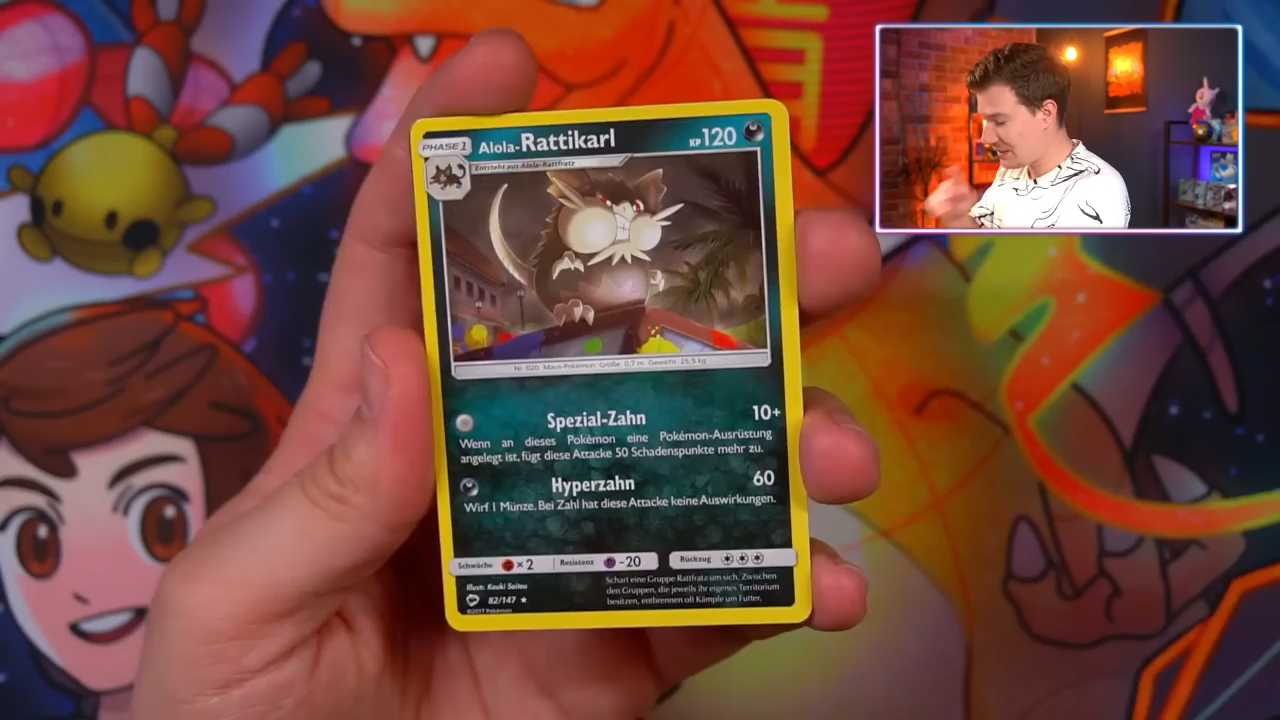 PHASE 1 Alola-Rattikarl KP 120
Entsteht aus Alola-Rattfratz
Nr. 020 Maus-Pokémon Größe: 0,7 m Gewicht: 25,5 kg
Spezial-Zahn 10+
Wenn an dieses Pokémon eine Pokémon-Ausrüstung
angelegt ist, fügt diese Attacke 50 Schadenspunkte mehr zu.
Hyperzahn 60
Wirf 1 Münze. Bei Zahl hat diese Attacke keine Auswirkungen.
Schwäche ×2 Resistenz -20 Rückzug
Illustr. Kouki Saitou
82/147 ★
©2017 Pokémon
Schart eine Gruppe Rattfratz um sich. Zwischen
den Gruppen, die jeweils ihr eigenes Territorium
besitzen, entbrennen oft Kämpfe um Futter.